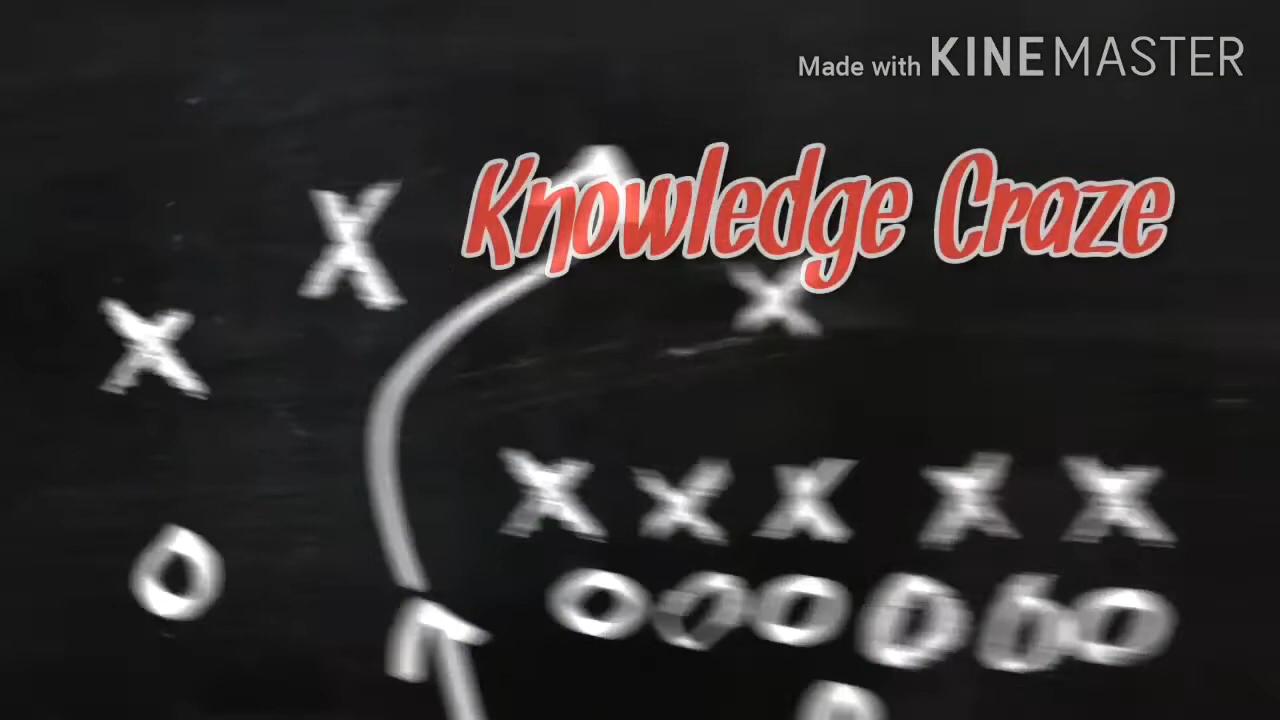 Made with KINEMASTER
Knowledge Craze
X
X
X
X X X X X
O O O O O O O
O